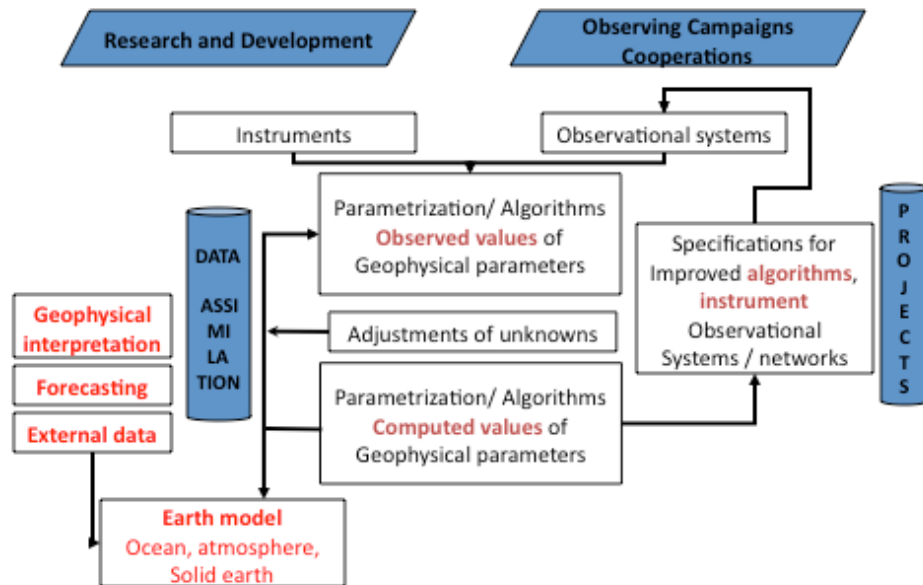 Research and Development
Observing Campaigns
Cooperations
Instruments
Observational systems
Parametrization/ Algorithms
Observed values of
Geophysical parameters
DATA
ASSI
MI
LA
TION
Specifications for
Improved algorithms,
instrument
Observational
Systems / networks
P
R
O
J
E
C
T
S
Geophysical
interpretation
Adjustments of unknowns
Forecasting
External data
Parametrization/ Algorithms
Computed values of
Geophysical parameters
Earth model
Ocean, atmosphere,
Solid earth